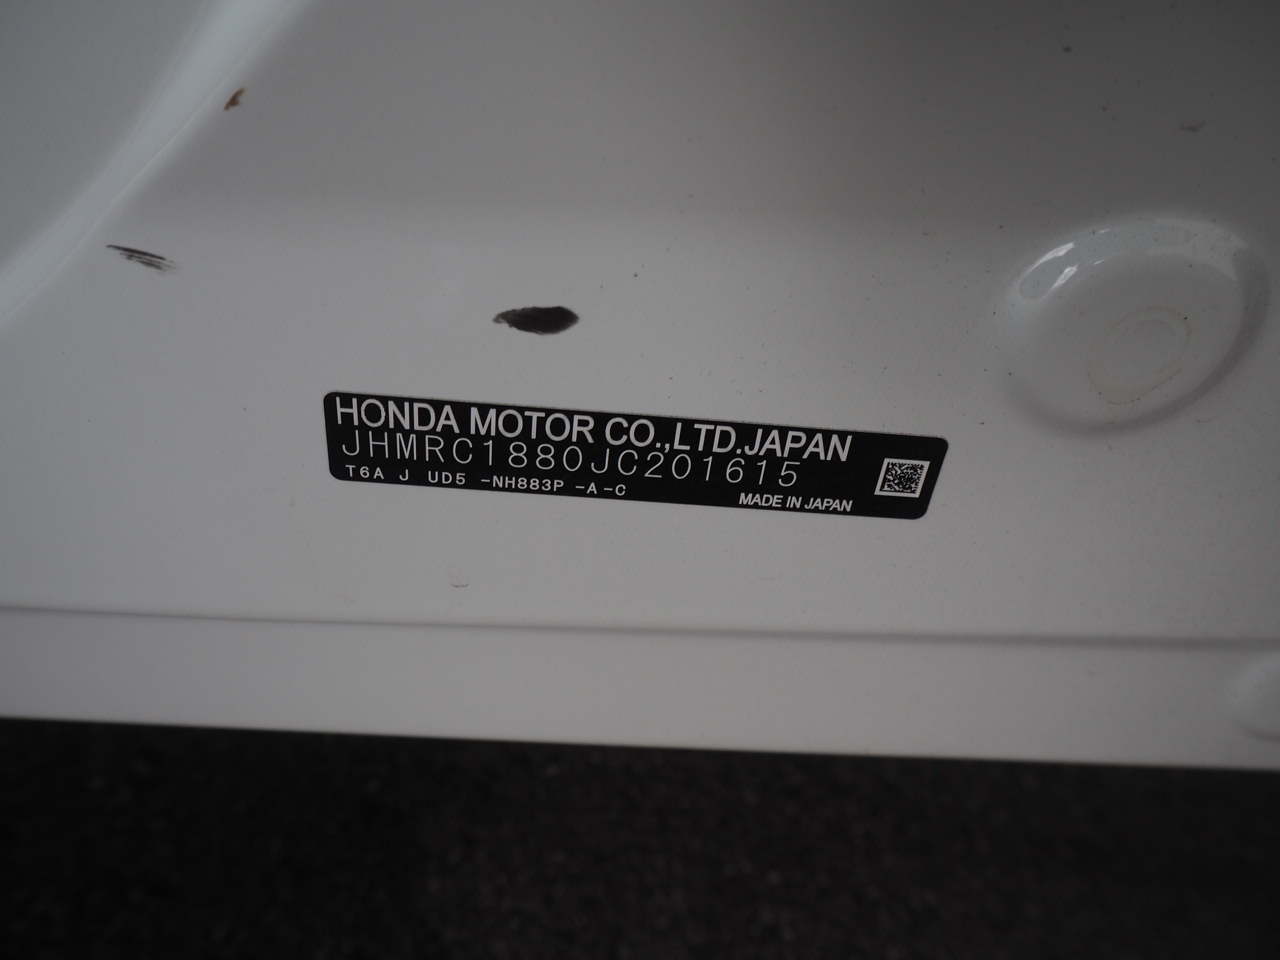 HONDA MOTOR CO.,LTD.JAPAN
JHMRC1880JC201615
T6A J UD5 -NH883P -A-C
MADE IN JAPAN